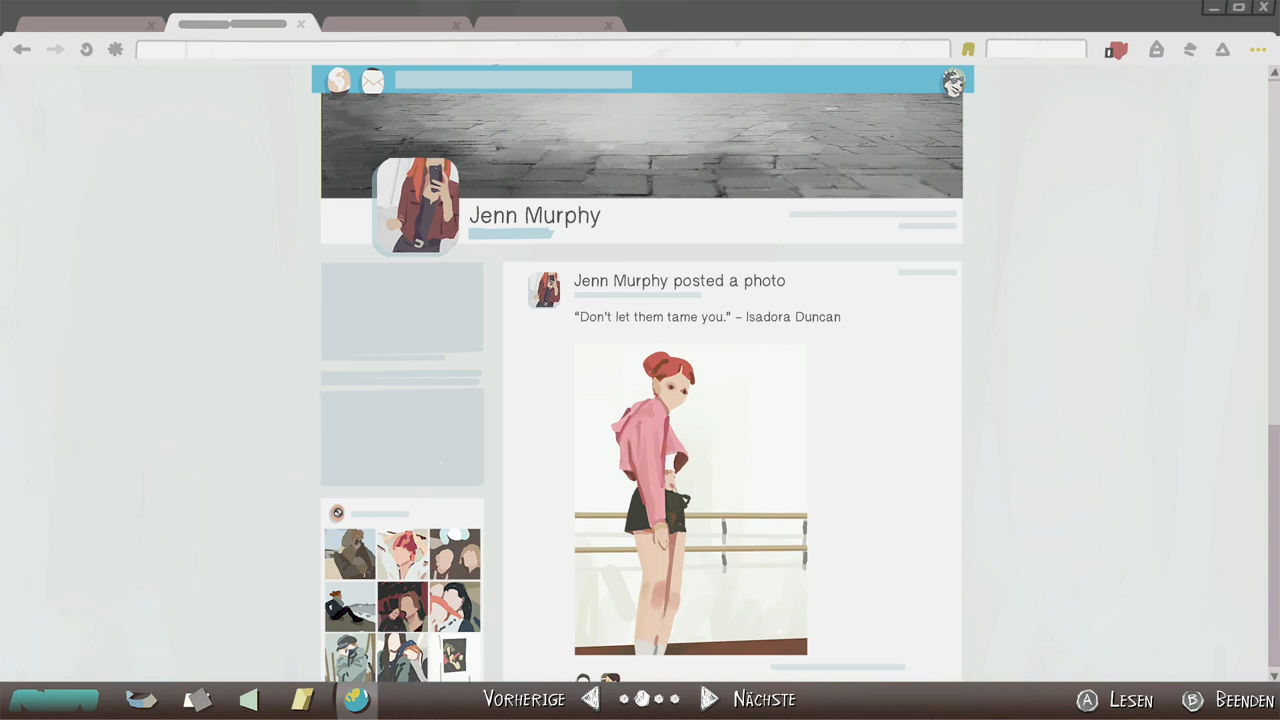 Jenn Murphy
Jenn Murphy posted a photo
“Don't let them tame you.” – Isadora Duncan
Vorherige
Nächste
A Lesen
B Beenden